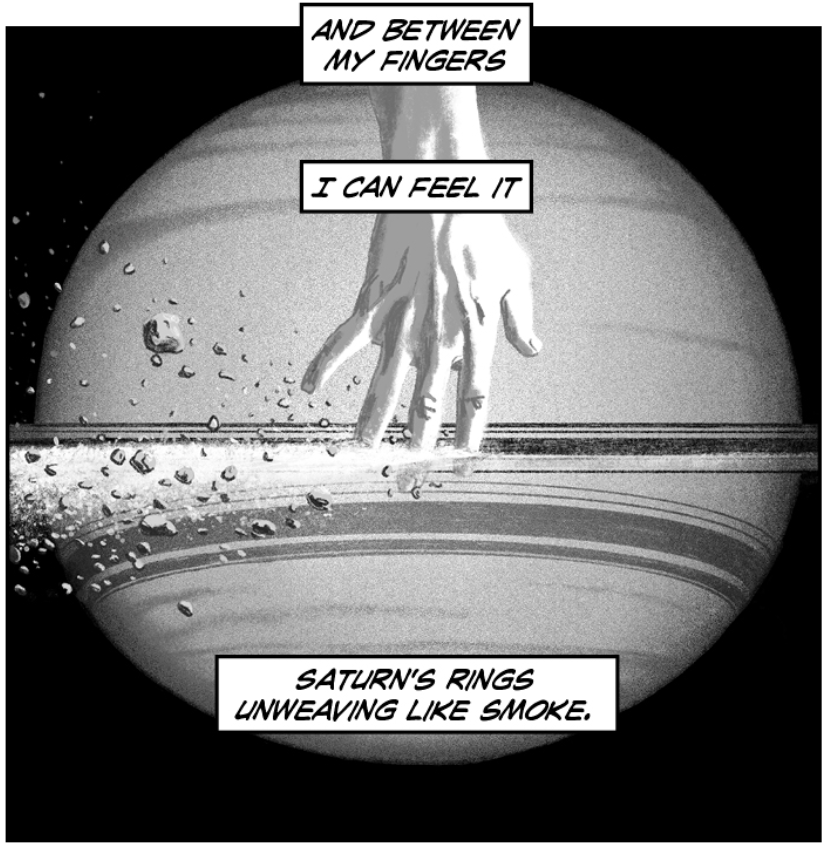 AND BETWEEN
MY FINGERS
I CAN FEEL IT
SATURN'S RINGS
UNWEAVING LIKE SMOKE.